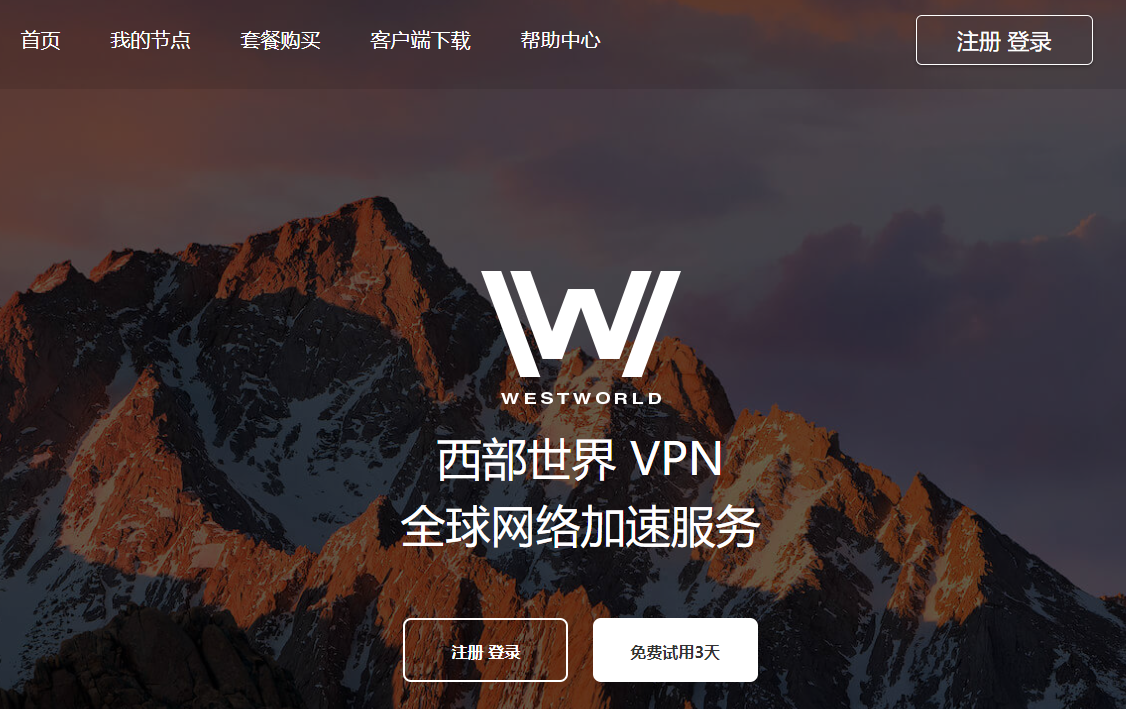 首页
我的节点
套餐购买
客户端下载
帮助中心
注册 登录
W
WESTWORLD
西部世界 VPN
全球网络加速服务
注册 登录
免费试用3天